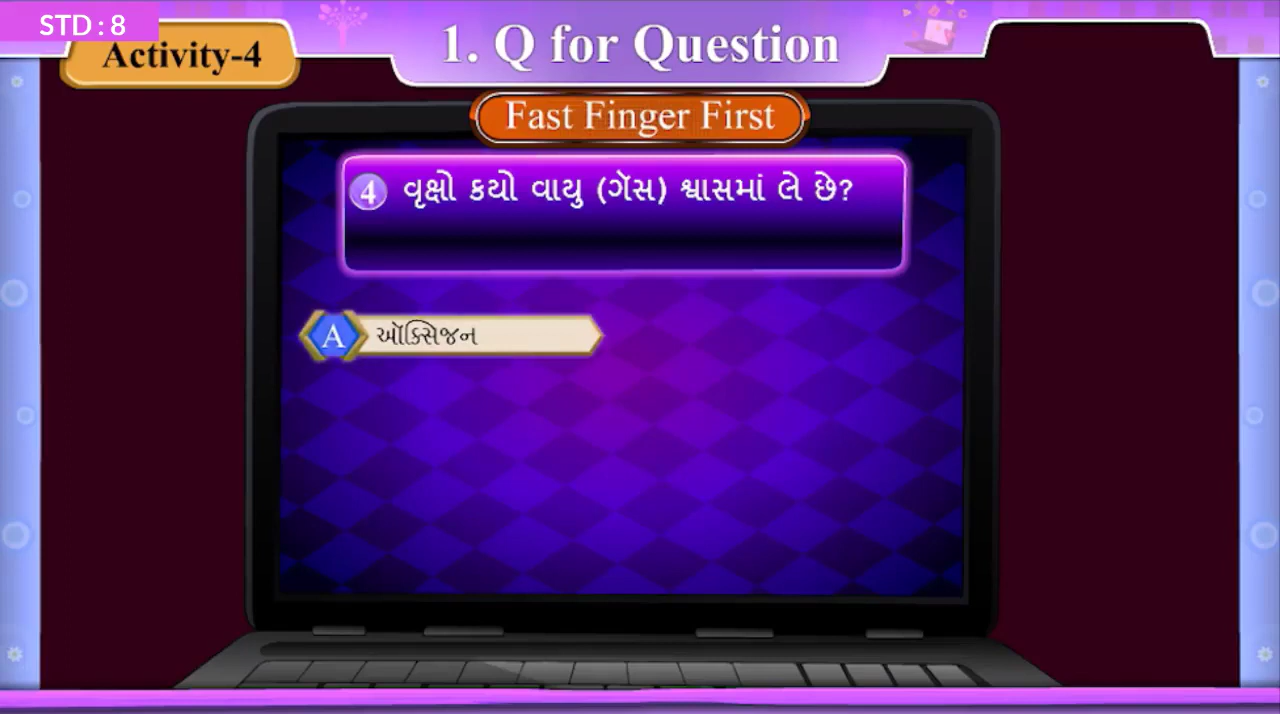 STD : 8
Activity-4
1. Q for Question
Fast Finger First
4 વૃક્ષો કયો વાયુ (ગૅસ) શ્વાસમાં લે છે?
A ઑક્સિજન